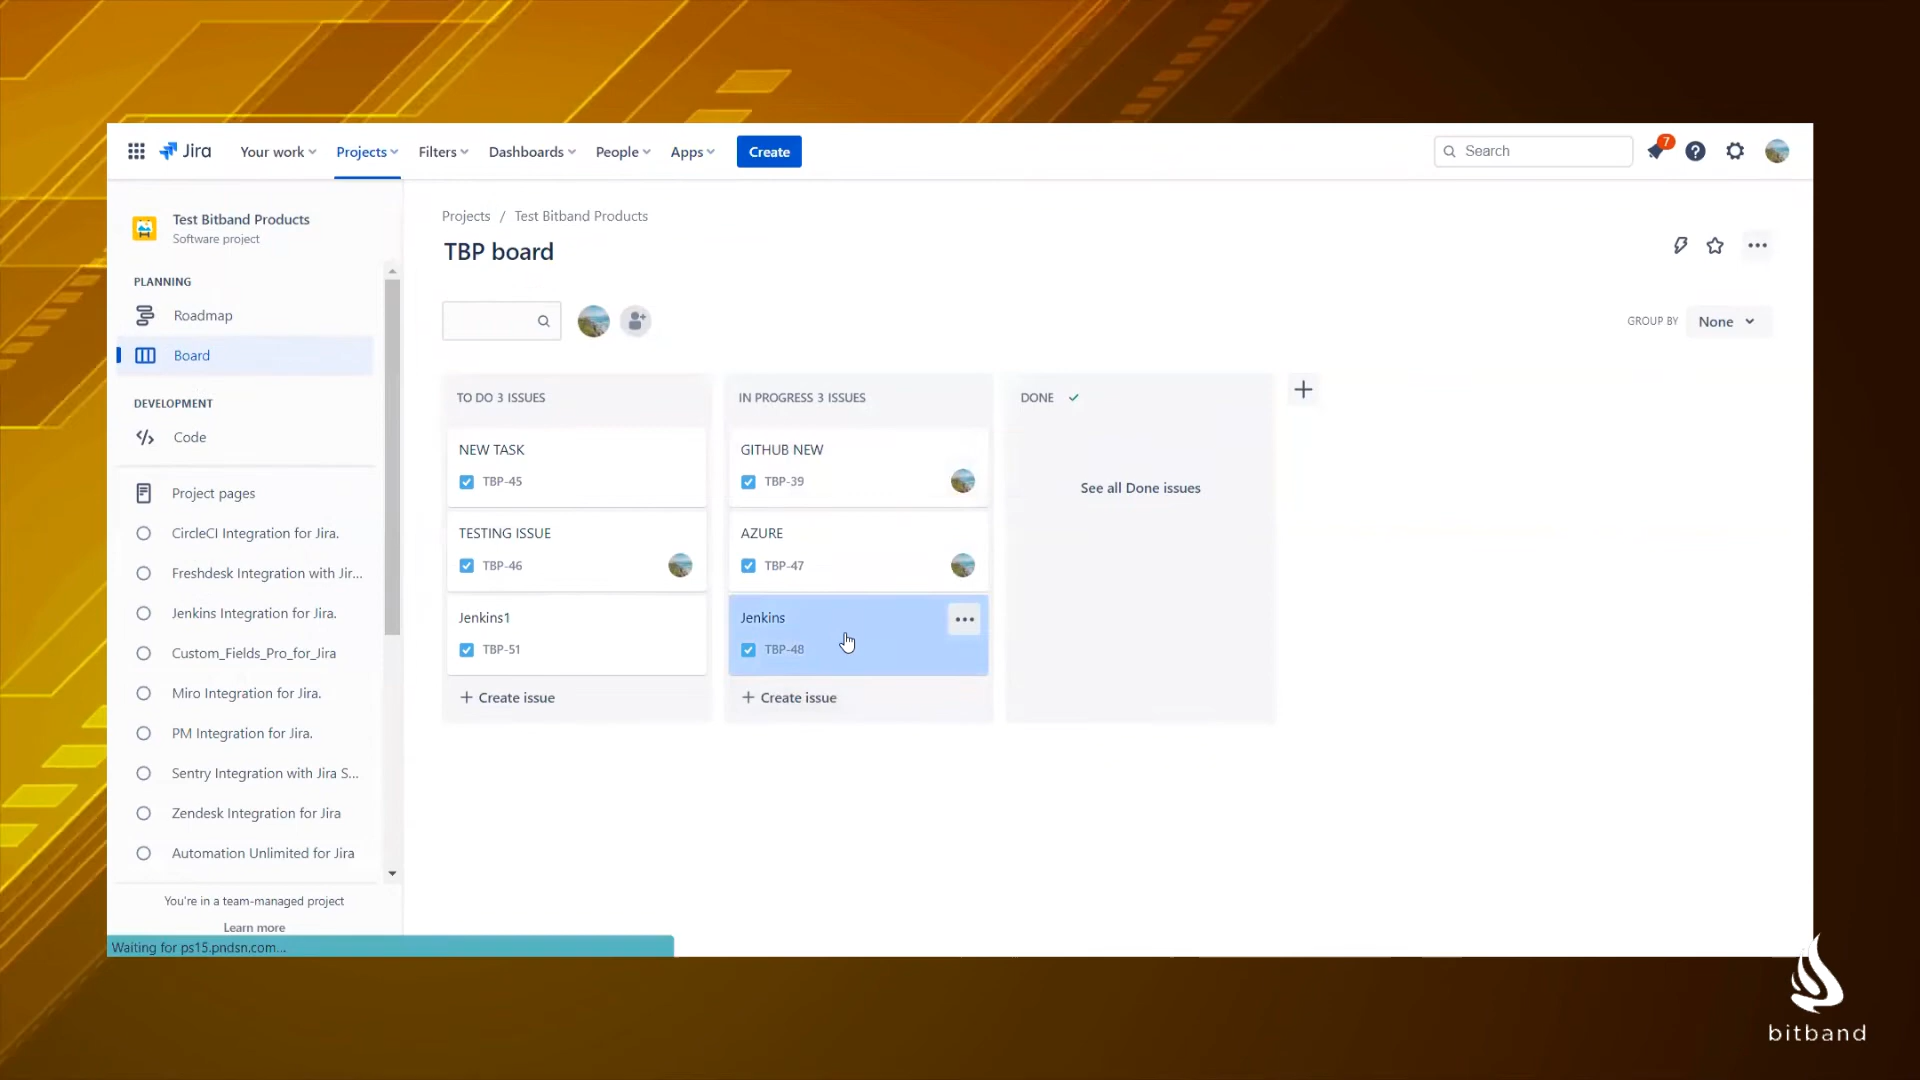 Jira
Your work
Projects
Filters
Dashboards
People
Apps
Create
Search
7
Test Bitband Products
Software project
PLANNING
Roadmap
Board
DEVELOPMENT
Code
Project pages
CircleCI Integration for Jira.
Freshdesk Integration with Jir...
Jenkins Integration for Jira.
Custom_Fields_Pro_for_Jira
Miro Integration for Jira.
PM Integration for Jira.
Sentry Integration with Jira S...
Zendesk Integration for Jira
Automation Unlimited for Jira
You're in a team-managed project
Learn more
Waiting for ps15.pndsn.com...
Projects / Test Bitband Products
TBP board
GROUP BY
None
TO DO 3 ISSUES
NEW TASK
TBP-45
TESTING ISSUE
TBP-46
Jenkins1
TBP-51
+ Create issue
IN PROGRESS 3 ISSUES
GITHUB NEW
TBP-39
AZURE
TBP-47
Jenkins
TBP-48
+ Create issue
DONE
See all Done issues
bitband